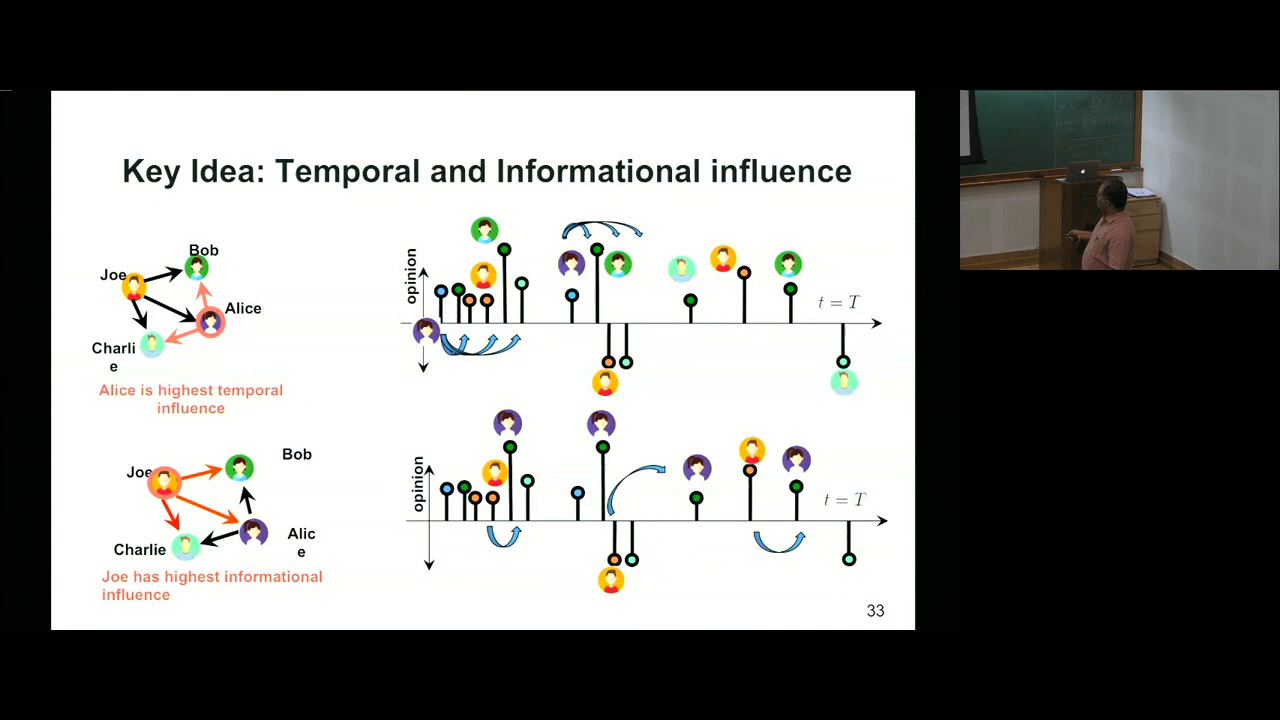 Key Idea: Temporal and Informational influence
Bob
Joe
Alice
Charli
e
Alice is highest temporal
influence
opinion
t = T
Bob
Joe
Alic
e
Charlie
Joe has highest informational
influence
opinion
t = T
33